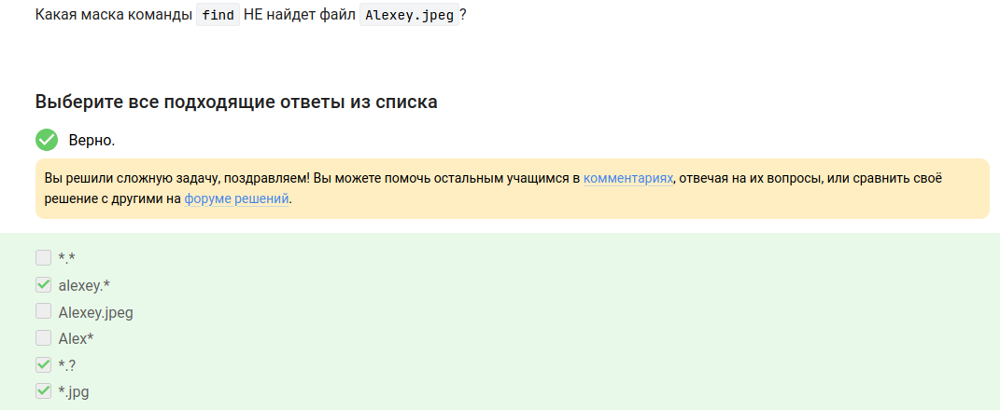 Какая маска команды find НЕ найдет файл Alexey.jpeg?
Выберите все подходящие ответы из списка
Верно.
Вы решили сложную задачу, поздравляем! Вы можете помочь остальным учащимся в комментариях, отвечая на их вопросы, или сравнить своё
решение с другими на форуме решений.
*.*
alexey.*
Alexey.jpeg
Alex*
*.?
*.jpg